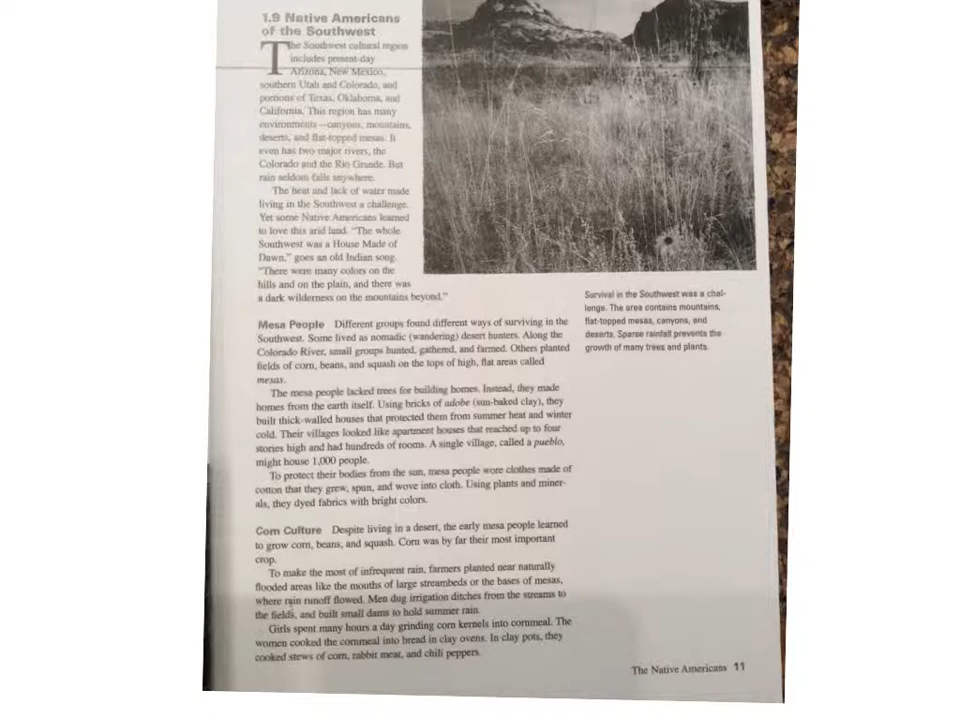 1.9 Native Americans
of the Southwest
The Southwest cultural region
includes present-day
Arizona, New Mexico,
southern Utah and Colorado, and
portions of Texas, Oklahoma, and
California. This region has many
environments—canyons, mountains,
deserts, and flat-topped mesas. It
even has two major rivers, the
Colorado and the Rio Grande. But
rain seldom falls anywhere.
The heat and lack of water made
living in the Southwest a challenge.
Yet some Native Americans learned
to love this arid land. "The whole
Southwest was a House Made of
Dawn," goes an old Indian song.
"There were many colors on the
hills and on the plain, and there was
a dark wilderness on the mountains beyond."
Survival in the Southwest was a chal-
lenge. The area contains mountains,
flat-topped mesas, canyons, and
deserts. Sparse rainfall prevents the
growth of many trees and plants.
Mesa People Different groups found different ways of surviving in the
Southwest. Some lived as nomadic (wandering) desert hunters. Along the
Colorado River, small groups hunted, gathered, and farmed. Others planted
fields of corn, beans, and squash on the tops of high, flat areas called
mesas.
The mesa people lacked trees for building homes. Instead, they made
homes from the earth itself. Using bricks of adobe (sun-baked clay), they
built thick-walled houses that protected them from summer heat and winter
cold. Their villages looked like apartment houses that reached up to four
stories high and had hundreds of rooms. A single village, called a pueblo,
might house 1,000 people.
To protect their bodies from the sun, mesa people wore clothes made of
cotton that they grew, spun, and wove into cloth. Using plants and miner-
als, they dyed fabrics with bright colors.
Corn Culture Despite living in a desert, the early mesa people learned
to grow corn, beans, and squash. Corn was by far their most important
crop.
To make the most of infrequent rain, farmers planted near naturally
flooded areas like the mouths of large streambeds or the bases of mesas,
where rain runoff flowed. Men dug irrigation ditches from the streams to
the fields, and built small dams to hold summer rain.
Girls spent many hours a day grinding corn kernels into cornmeal. The
women cooked the cornmeal into bread in clay ovens. In clay pots, they
cooked stews of corn, rabbit meat, and chili peppers.
The Native Americans 11